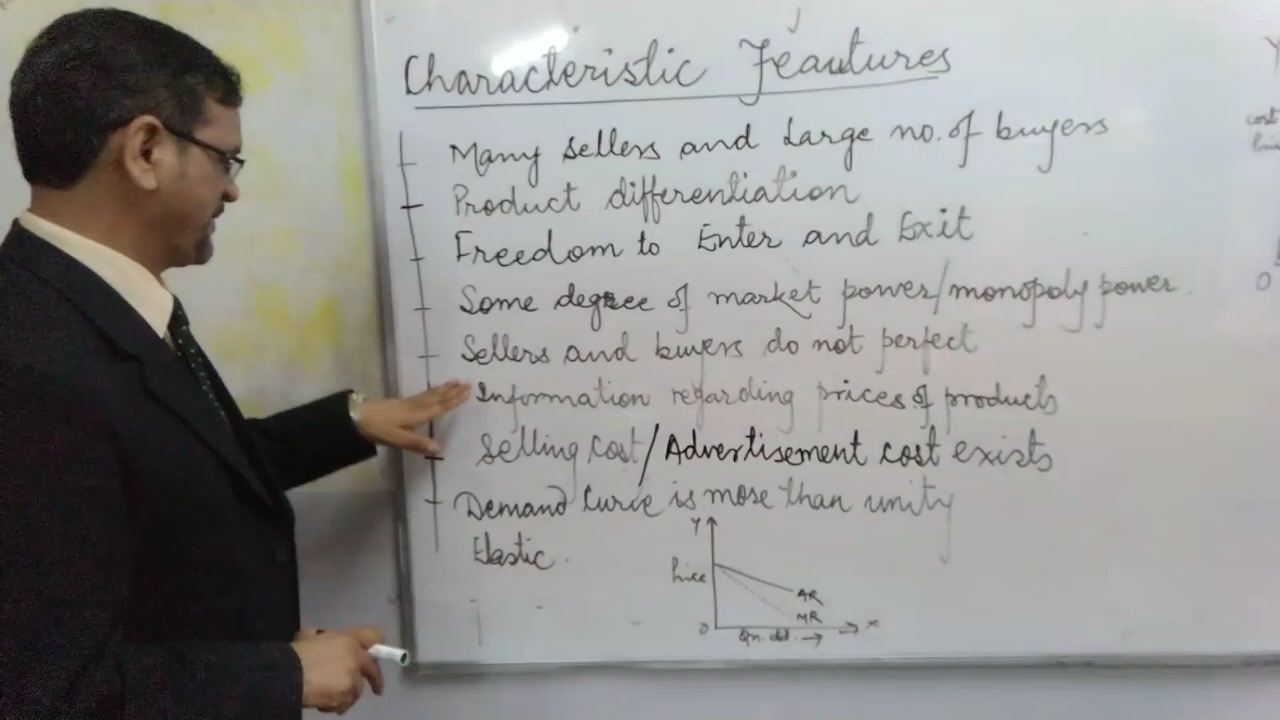 Characteristic Feautures
Many sellers and Large no. of buyers
Product differentiation
Freedom to Enter and Exit
Some degree of market power/monopoly power
Sellers and buyers do not perfect
Information regarding prices of products
Selling cost/Advertisement cost exists
Demand Curve is more than unity
Elastic.
Y
Price
AR
MR
O
Qn. dd. →
X
cost
O